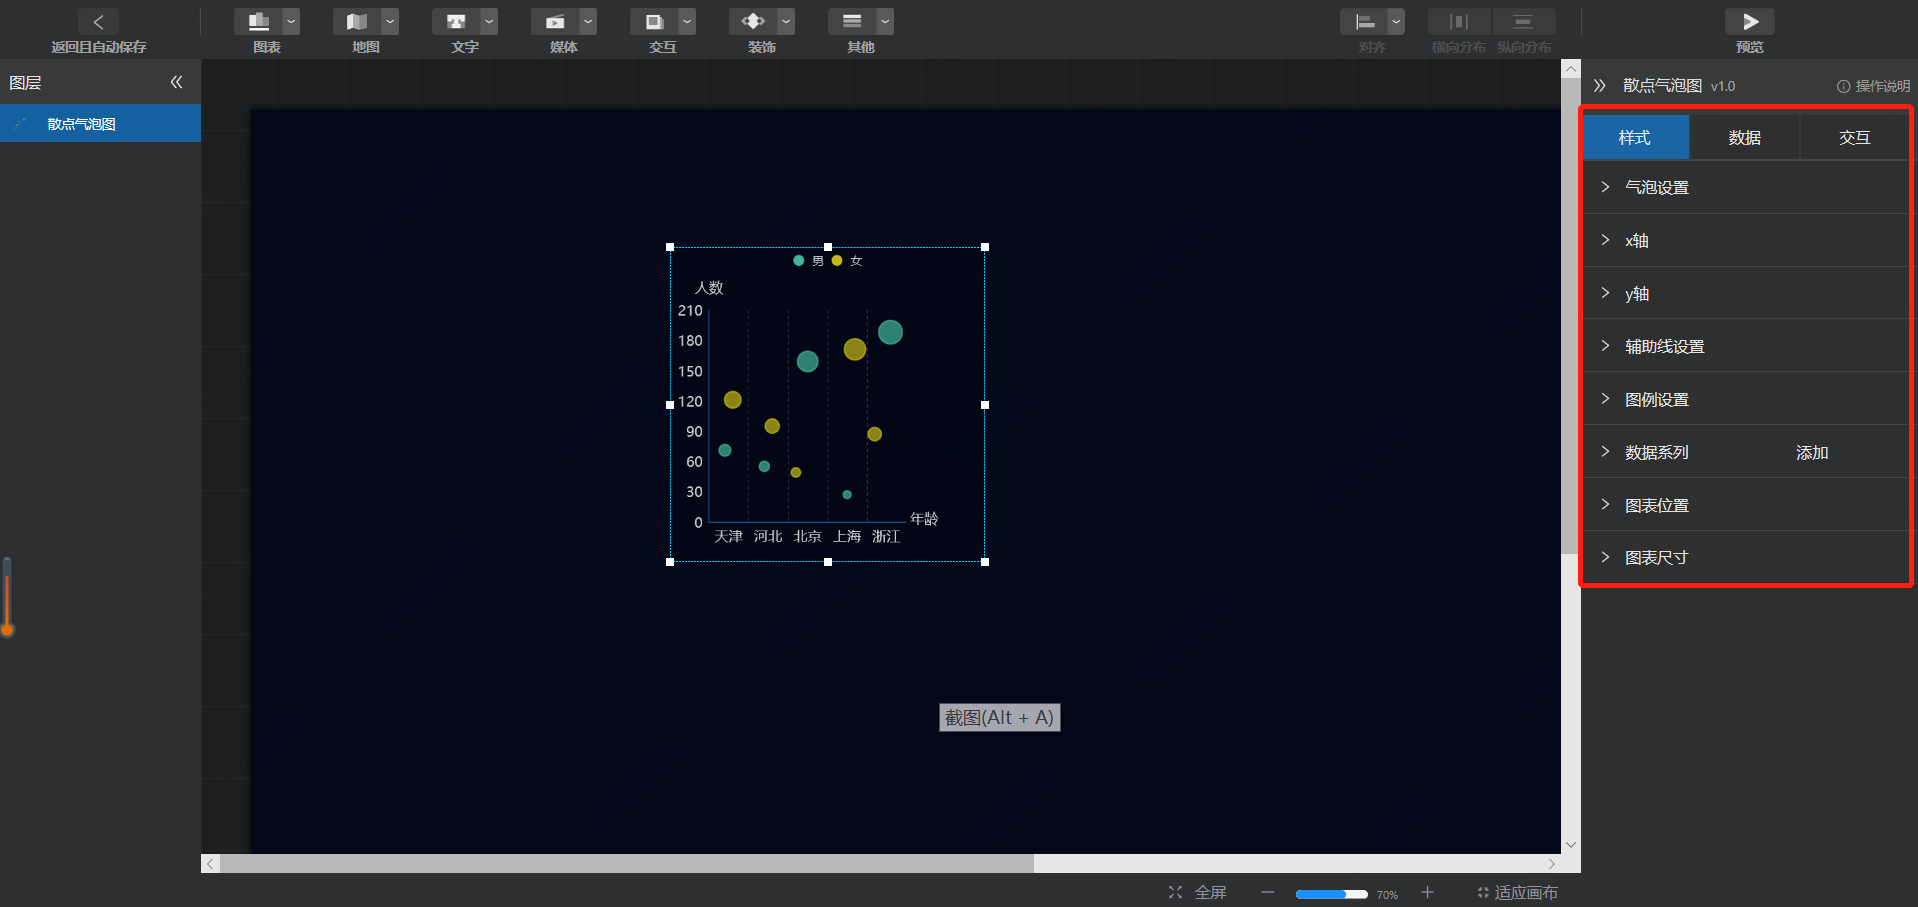 返回且自动保存
图表
地图
文字
媒体
交互
装饰
其他
对齐
横向分布
纵向分布
预览
图层
散点气泡图
散点气泡图 v1.0
操作说明
样式
数据
交互
气泡设置
x轴
y轴
辅助线设置
图例设置
数据系列 添加
图表位置
图表尺寸
男 女
人数
210
180
150
120
90
60
30
0
年龄
天津 河北 北京 上海 浙江
截图(Alt + A)
全屏
70%
适应画布